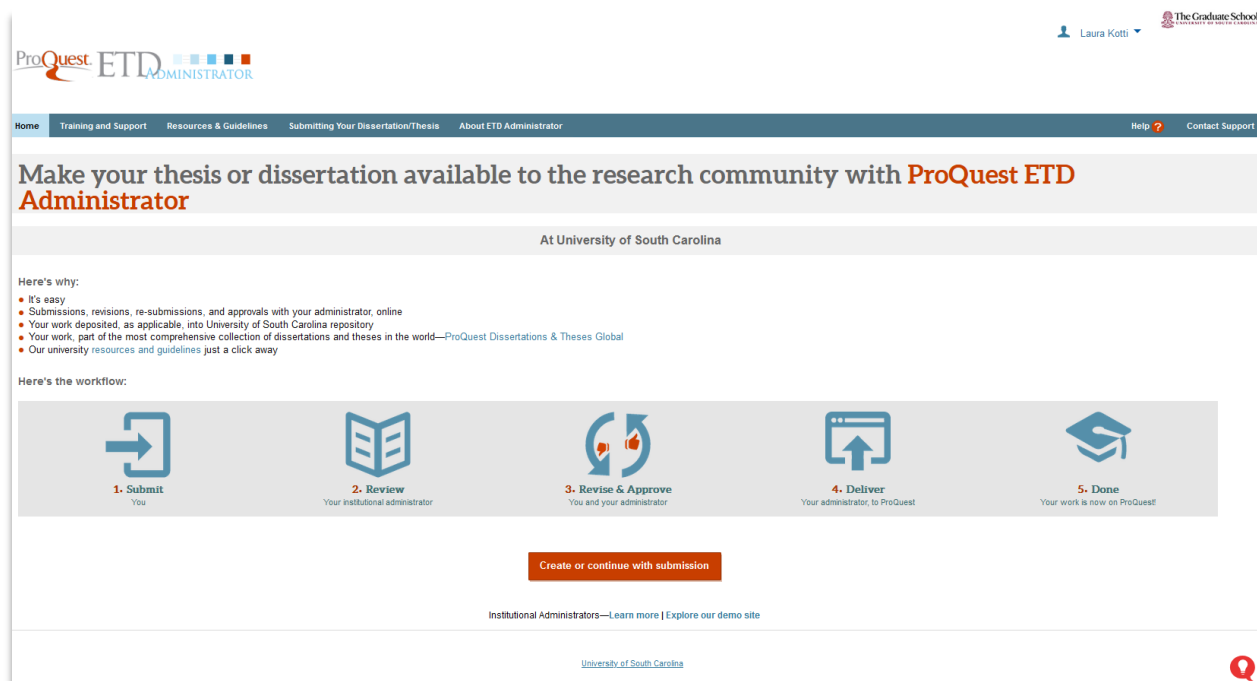 The Graduate School
UNIVERSITY OF SOUTH CAROLINA
Laura Kotti
ProQuest ETD ADMINISTRATOR
Home Training and Support Resources & Guidelines Submitting Your Dissertation/Thesis About ETD Administrator Help ? Contact Support
Make your thesis or dissertation available to the research community with ProQuest ETD
Administrator
At University of South Carolina
Here's why:
It's easy
Submissions, revisions, re-submissions, and approvals with your administrator, online
Your work deposited, as applicable, into University of South Carolina repository
Your work, part of the most comprehensive collection of dissertations and theses in the world—ProQuest Dissertations & Theses Global
Our university resources and guidelines just a click away
Here's the workflow:
1. Submit
You
2. Review
Your institutional administrator
3. Revise & Approve
You and your administrator
4. Deliver
Your administrator, to ProQuest
5. Done
Your work is now on ProQuest!
Create or continue with submission
Institutional Administrators—Learn more | Explore our demo site
University of South Carolina